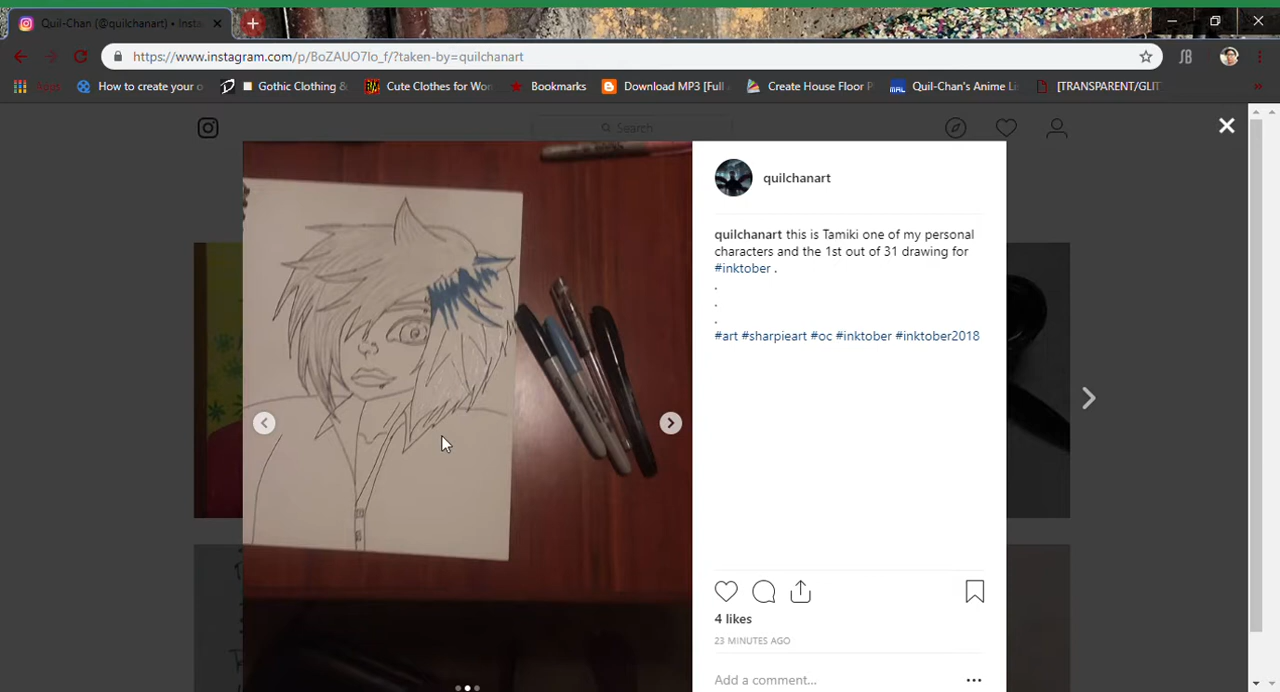 Quil-Chan (@quilchanart) • Insta
https://www.instagram.com/p/BoZAUO7lo_f/?taken-by=quilchanart
Apps
How to create your o
Gothic Clothing &
Cute Clothes for Wor
Bookmarks
Download MP3 [Full
Create House Floor P
Quil-Chan's Anime Li
[TRANSPARENT/GLIT
Search
quilchanart
quilchanart this is Tamiki one of my personal
characters and the 1st out of 31 drawing for
#inktober .
.
.
.
#art #sharpieart #oc #inktober #inktober2018
4 likes
23 MINUTES AGO
Add a comment...